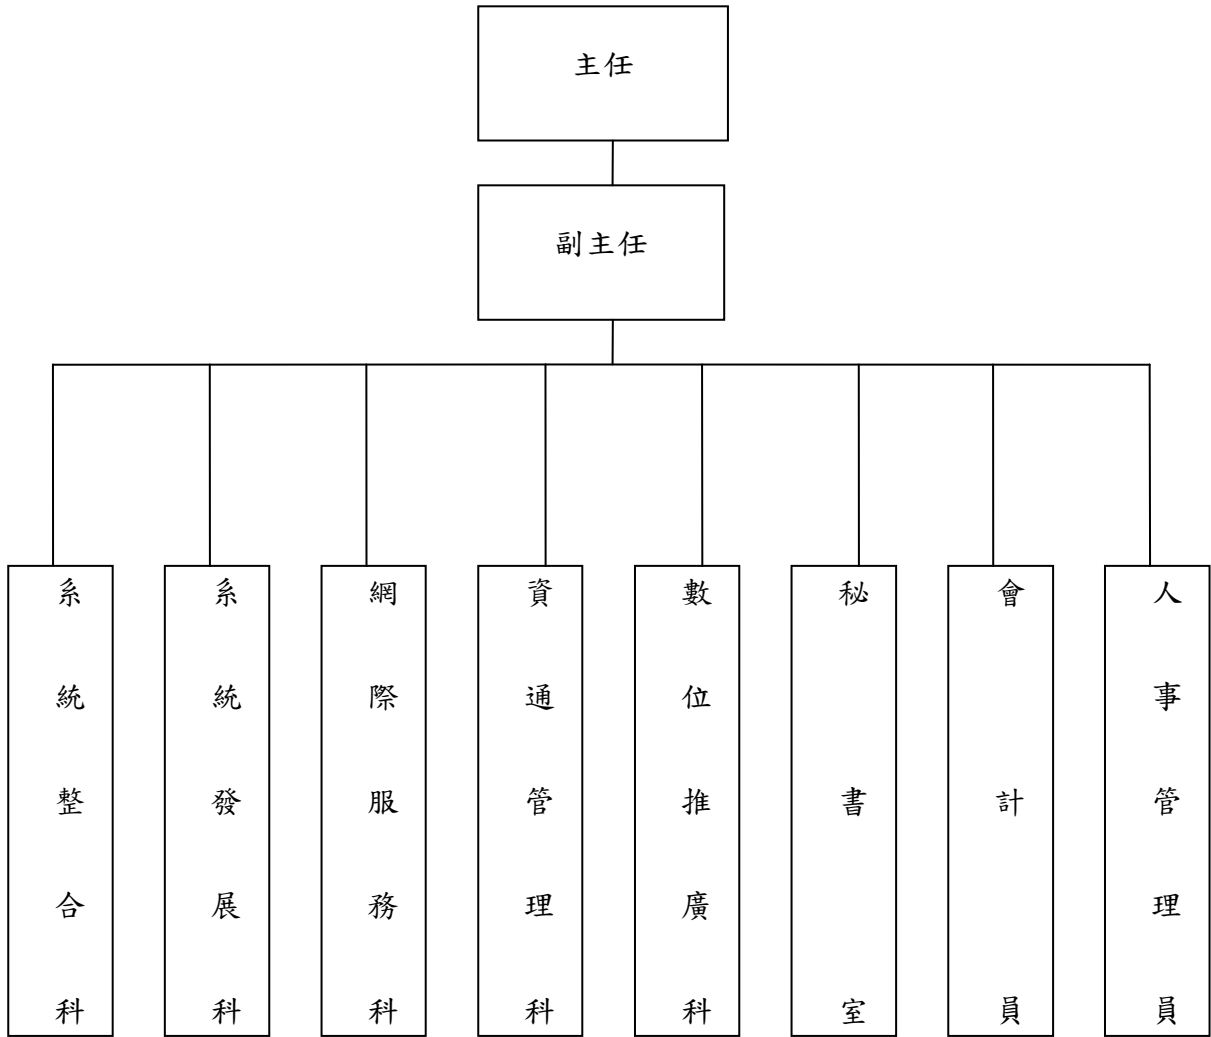 主任
副主任
系統整合科
系統發展科
網際服務科
資通管理科
數位推廣科
秘書室
會計員
人事管理員